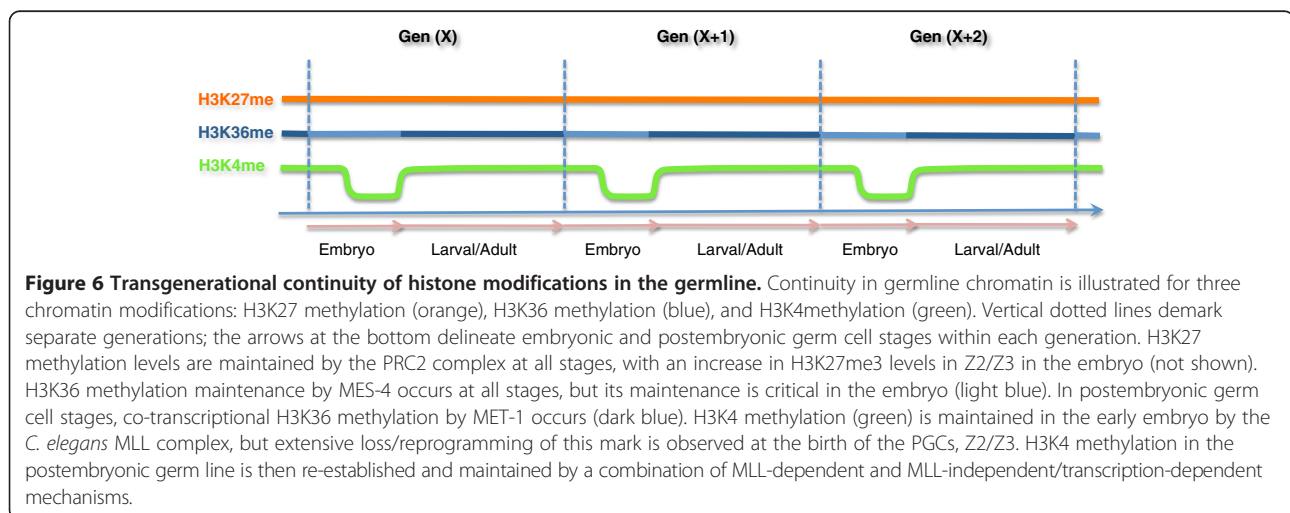 Gen (X) Gen (X+1) Gen (X+2)
H3K27me
H3K36me
H3K4me
Embryo Larval/Adult Embryo Larval/Adult Embryo Larval/Adult
Figure 6 Transgenerational continuity of histone modifications in the germline. Continuity in germline chromatin is illustrated for three
chromatin modifications: H3K27 methylation (orange), H3K36 methylation (blue), and H3K4methylation (green). Vertical dotted lines demark
separate generations; the arrows at the bottom delineate embryonic and postembryonic germ cell stages within each generation. H3K27
methylation levels are maintained by the PRC2 complex at all stages, with an increase in H3K27me3 levels in Z2/Z3 in the embryo (not shown).
H3K36 methylation maintenance by MES-4 occurs at all stages, but its maintenance is critical in the embryo (light blue). In postembryonic germ
cell stages, co-transcriptional H3K36 methylation by MET-1 occurs (dark blue). H3K4 methylation (green) is maintained in the early embryo by the
C. elegans MLL complex, but extensive loss/reprogramming of this mark is observed at the birth of the PGCs, Z2/Z3. H3K4 methylation in the
postembryonic germ line is then re-established and maintained by a combination of MLL-dependent and MLL-independent/transcription-dependent
mechanisms.